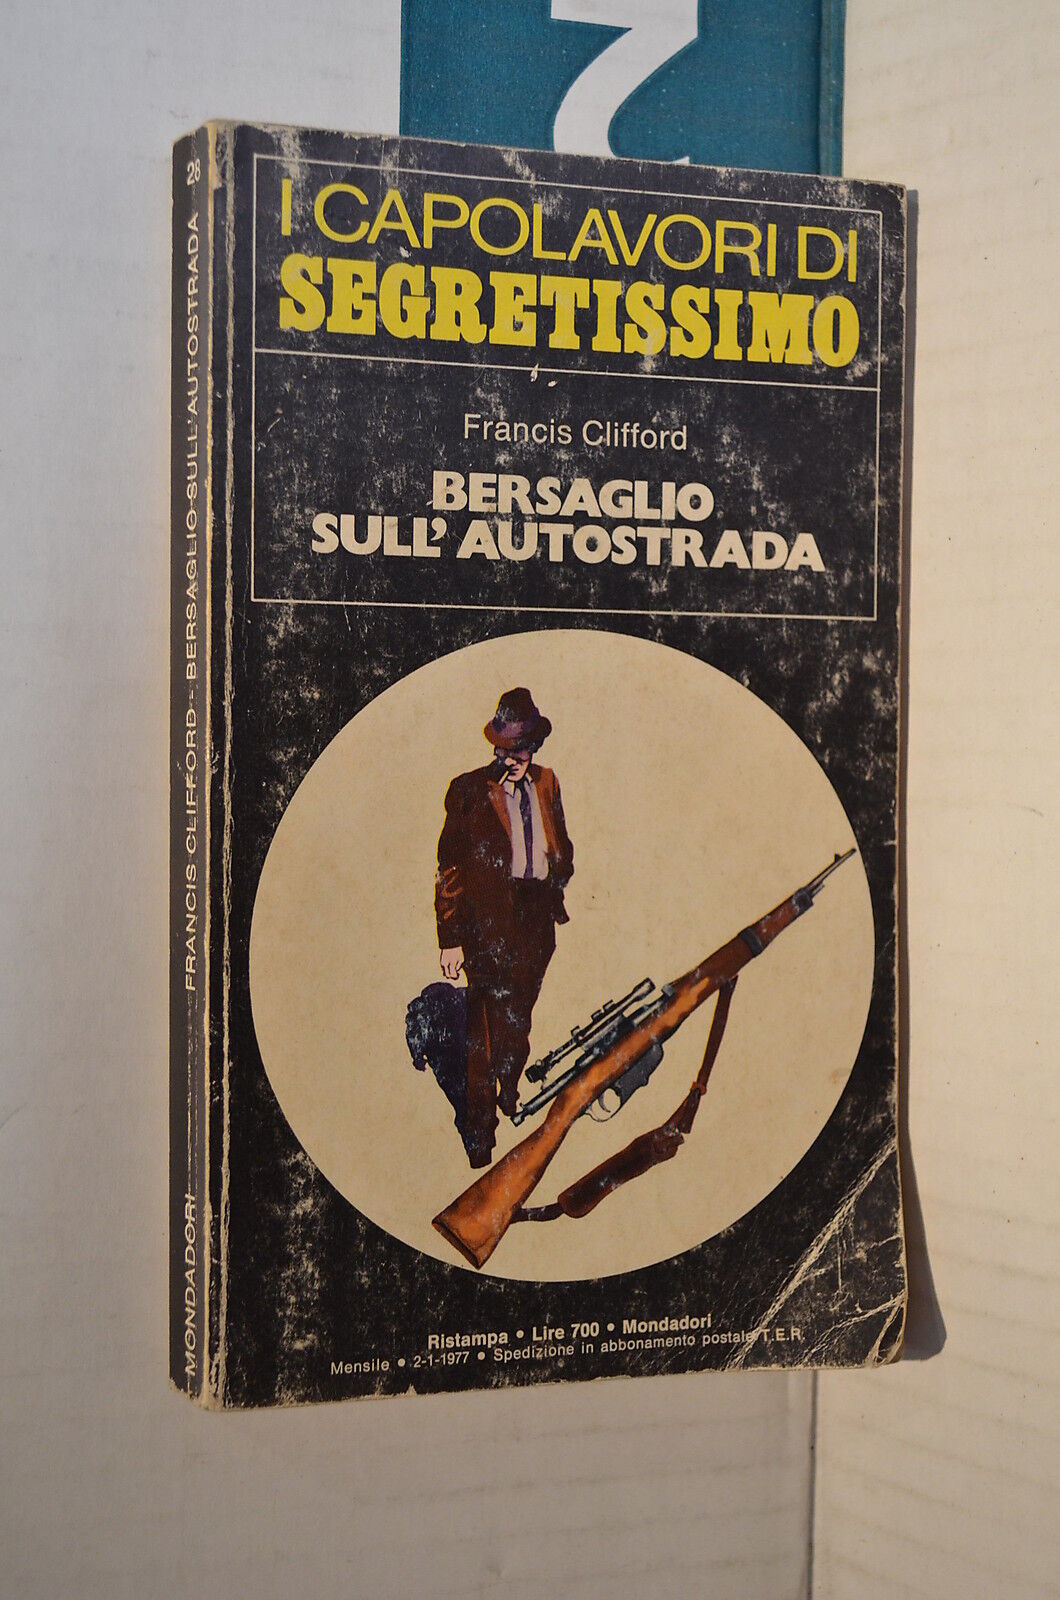 I CAPOLAVORI DI
SEGRETISSIMO
Francis Clifford
BERSAGLIO
SULL'AUTOSTRADA
Ristampa • Lire 700 • Mondadori
Mensile • 2-1-1977 • Spedizione in abbonamento postale T.E.R.
28
MONDADORI FRANCIS CLIFFORD - BERSAGLIO SULL'AUTOSTRADA